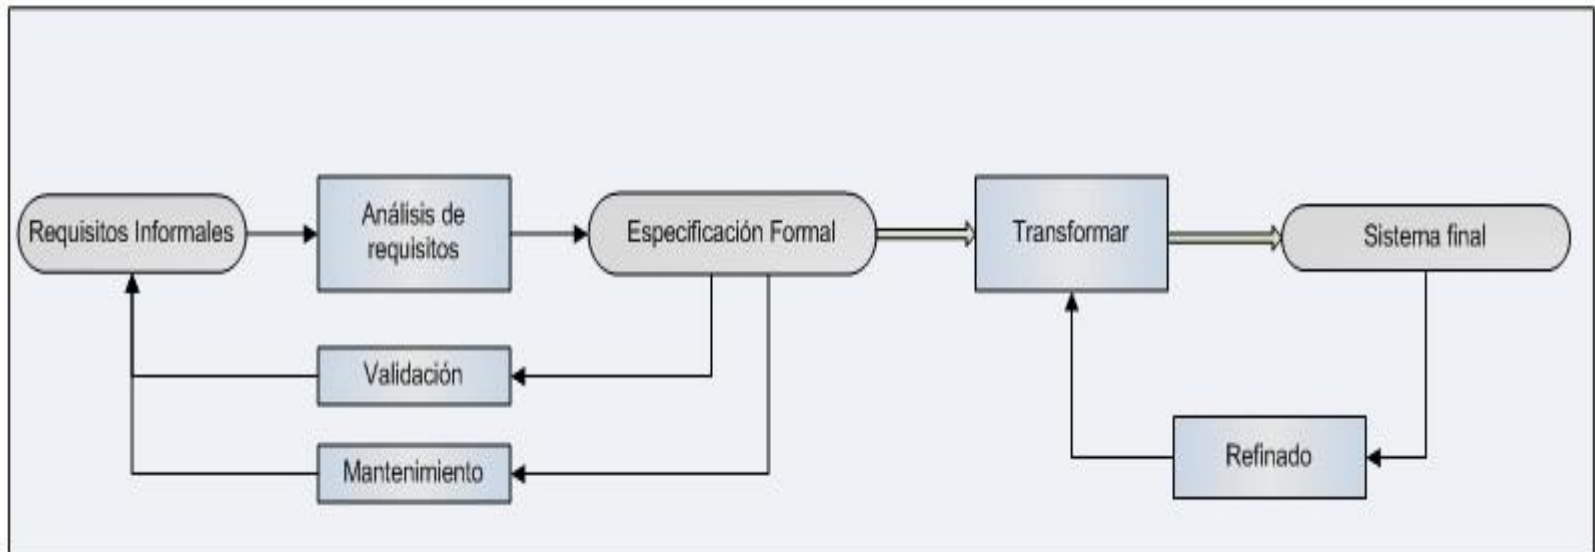 Requisitos Informales
Análisis de
requisitos
Especificación Formal
Transformar
Sistema final
Validación
Mantenimiento
Refinado